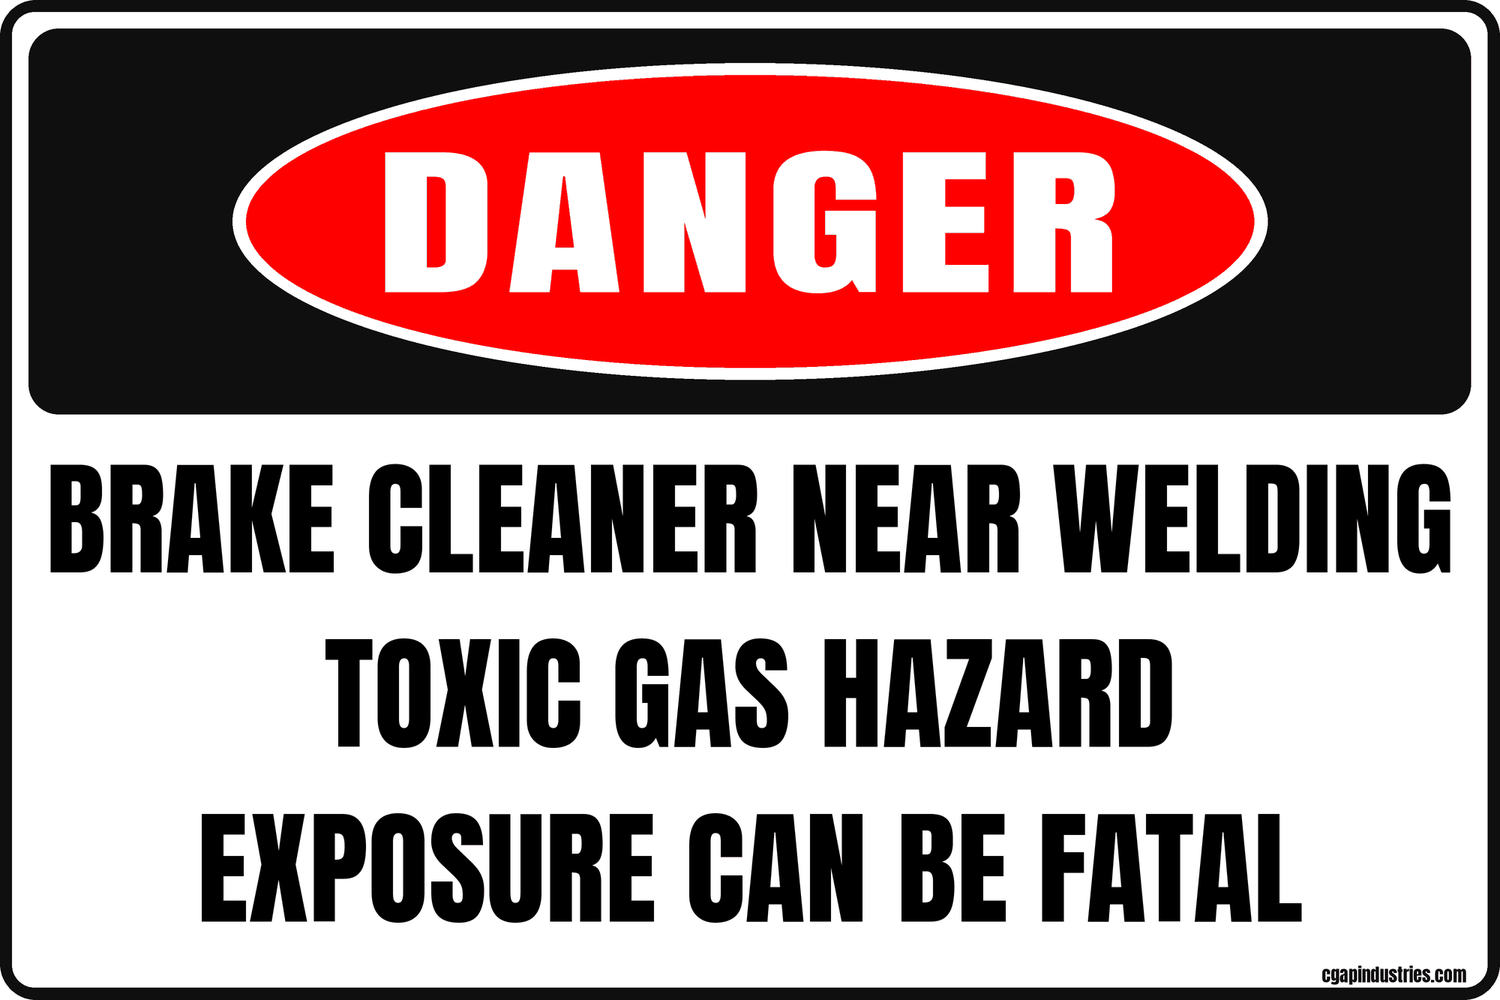 DANGER
BRAKE CLEANER NEAR WELDING
TOXIC GAS HAZARD
EXPOSURE CAN BE FATAL
cgapindustries.com